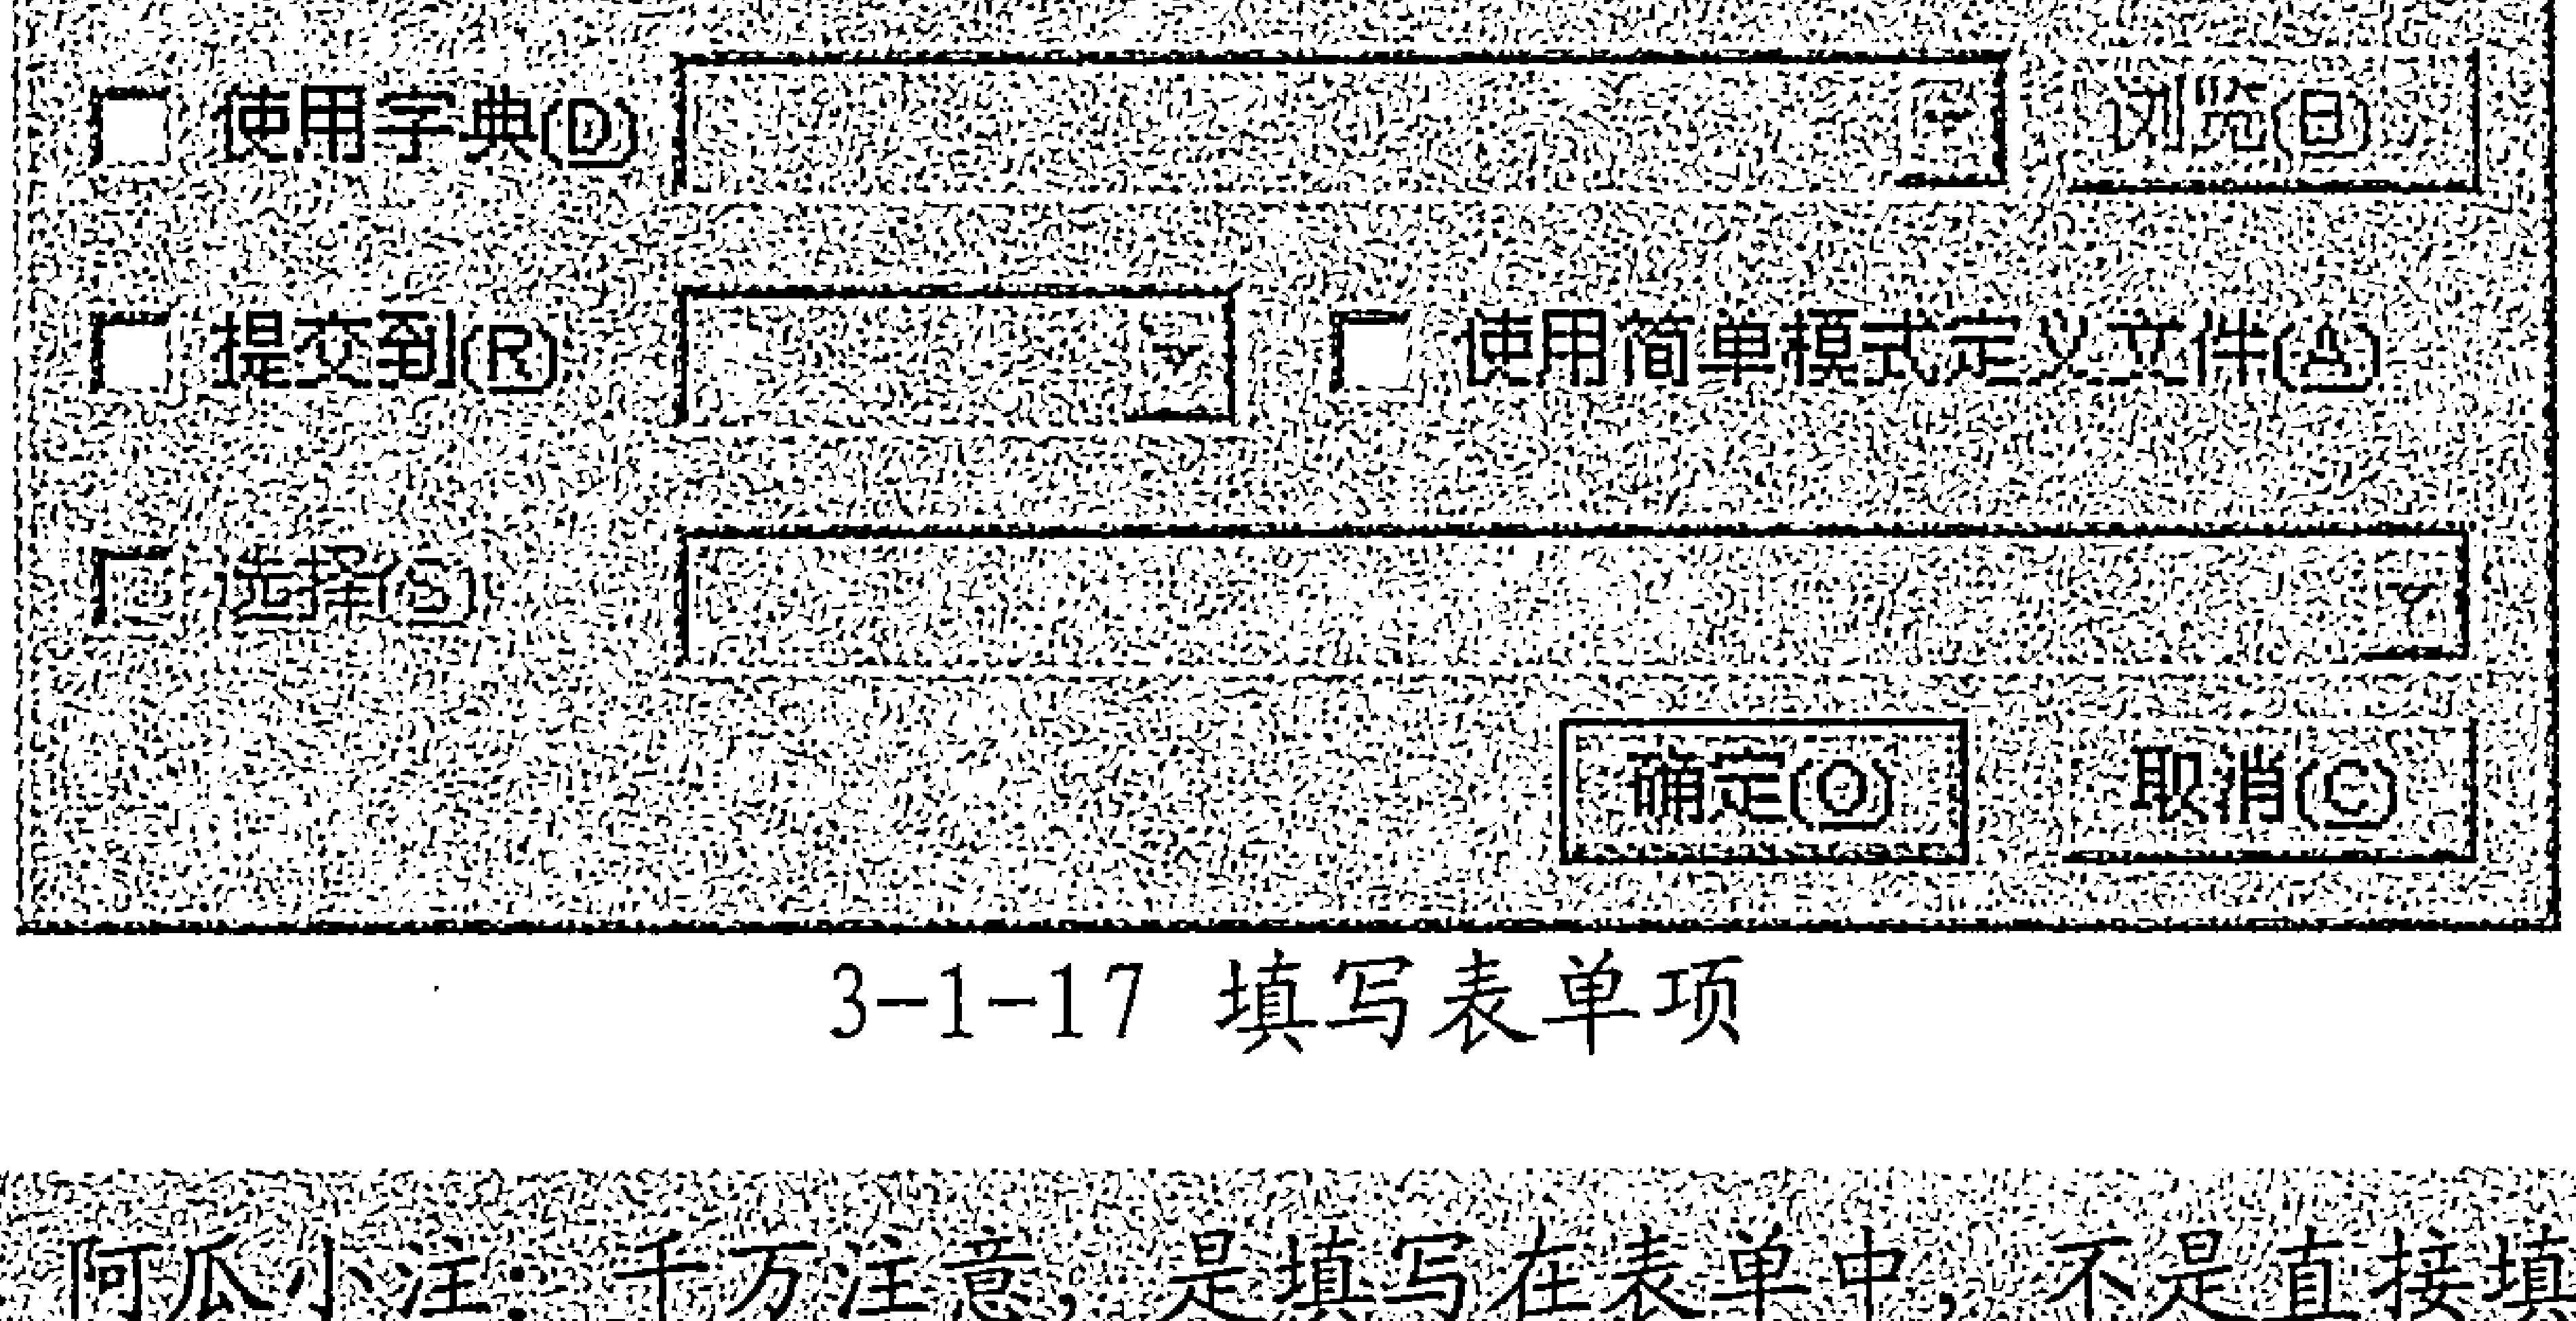 使用字典(D) 浏览(B)
提交到(R) 使用简单模式定义文件(A)
选择(S)
确定(O) 取消(C)
3-1-17 填写表单项
阿瓜小注：千万注意，是填写在表单中，不是直接填